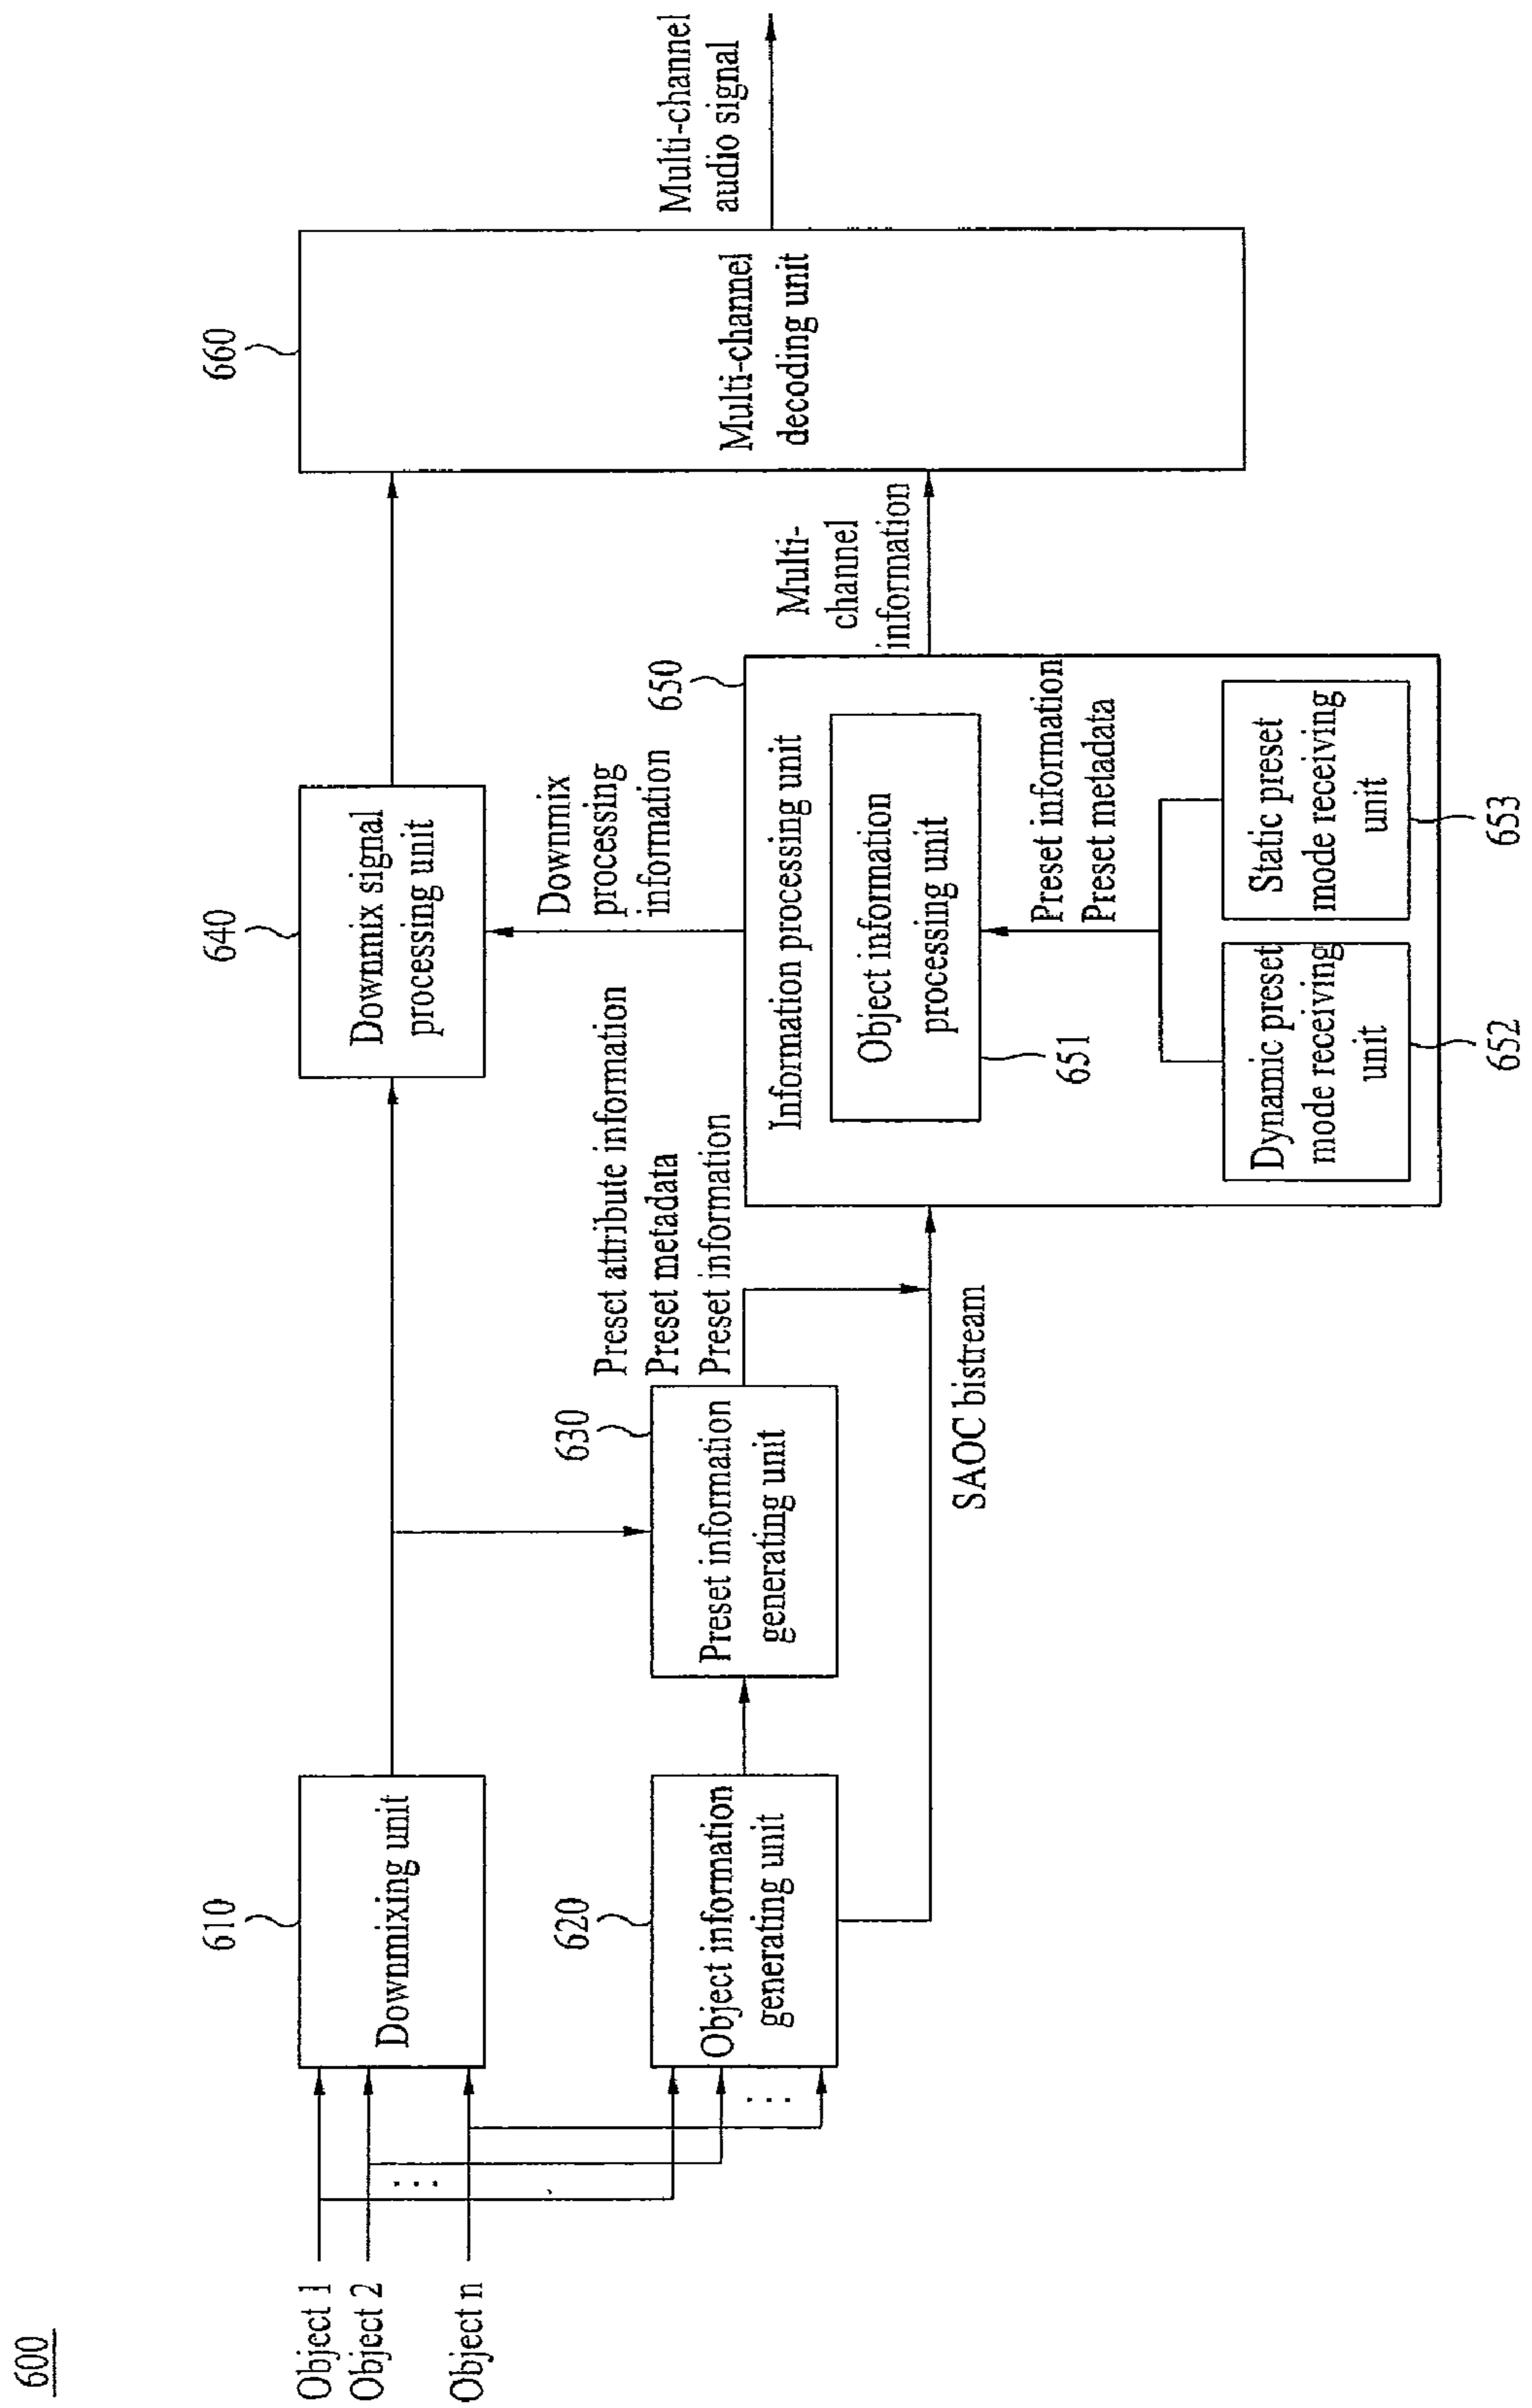 600
Object 1
Object 2
Object n
610
Downmixing unit
620
Object information
generating unit
630
Preset information
generating unit
Preset attribute information
Preset metadata
Preset information
SAOC bistream
640
Downmix signal
processing unit
Downmix
processing
information
650
Information processing unit
Object information
processing unit
651
Preset information
Preset metadata
Dynamic preset
mode receiving
unit
652
Static preset
mode receiving
unit
653
Multi-
channel
information
660
Multi-channel
decoding unit
Multi-channel
audio signal